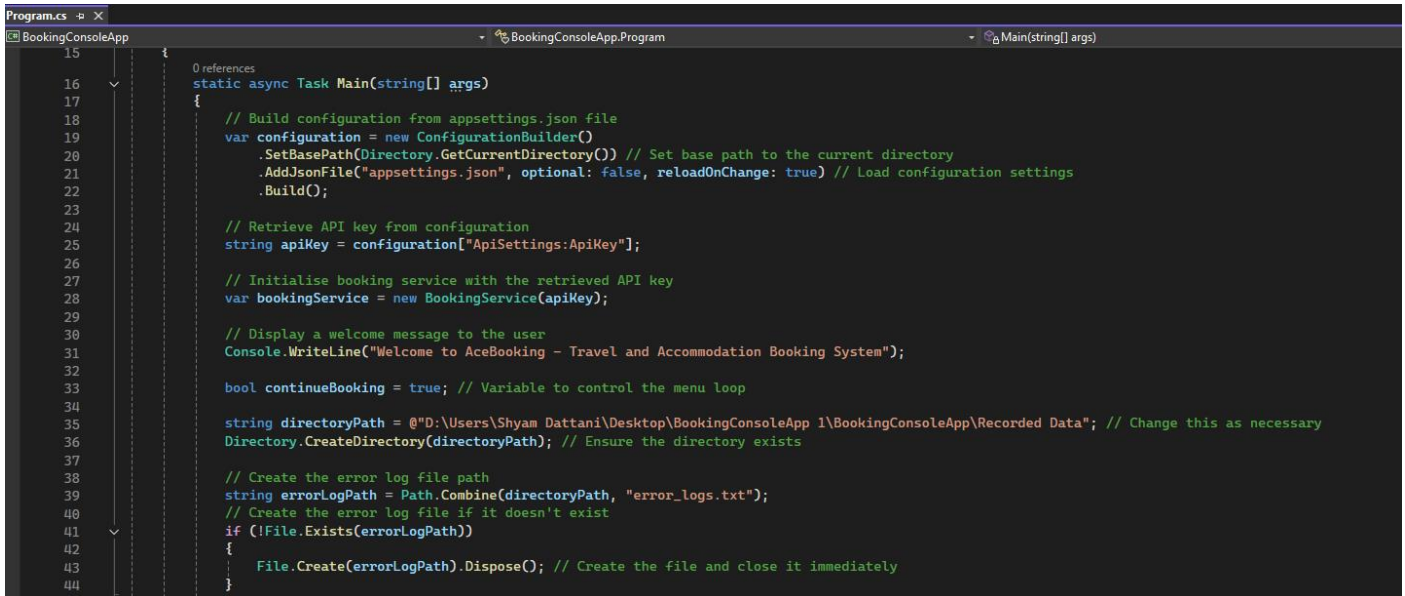 Program.cs
C# BookingConsoleApp BookingConsoleApp.Program Main(string[] args)
15 {
0 references
16 static async Task Main(string[] args)
17 {
18 // Build configuration from appsettings.json file
19 var configuration = new ConfigurationBuilder()
20 .SetBasePath(Directory.GetCurrentDirectory()) // Set base path to the current directory
21 .AddJsonFile("appsettings.json", optional: false, reloadOnChange: true) // Load configuration settings
22 .Build();
23
24 // Retrieve API key from configuration
25 string apiKey = configuration["ApiSettings:ApiKey"];
26
27 // Initialise booking service with the retrieved API key
28 var bookingService = new BookingService(apiKey);
29
30 // Display a welcome message to the user
31 Console.WriteLine("Welcome to AceBooking – Travel and Accommodation Booking System");
32
33 bool continueBooking = true; // Variable to control the menu loop
34
35 string directoryPath = @"D:\Users\Shyam Dattani\Desktop\BookingConsoleApp 1\BookingConsoleApp\Recorded Data"; // Change this as necessary
36 Directory.CreateDirectory(directoryPath); // Ensure the directory exists
37
38 // Create the error log file path
39 string errorLogPath = Path.Combine(directoryPath, "error_logs.txt");
40 // Create the error log file if it doesn't exist
41 if (!File.Exists(errorLogPath))
42 {
43 File.Create(errorLogPath).Dispose(); // Create the file and close it immediately
44 }